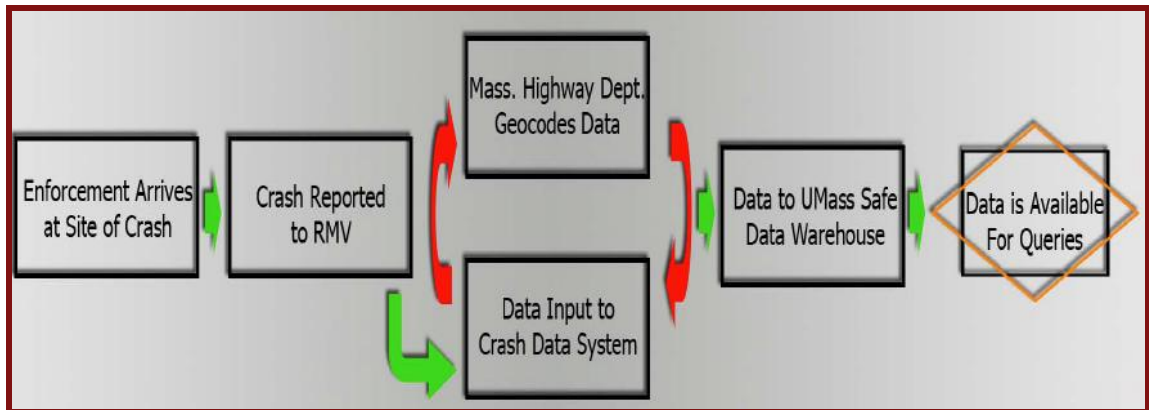 Enforcement Arrives
at Site of Crash
Crash Reported
to RMV
Mass. Highway Dept.
Geocodes Data
Data Input to
Crash Data System
Data to UMass Safe
Data Warehouse
Data is Available
For Queries